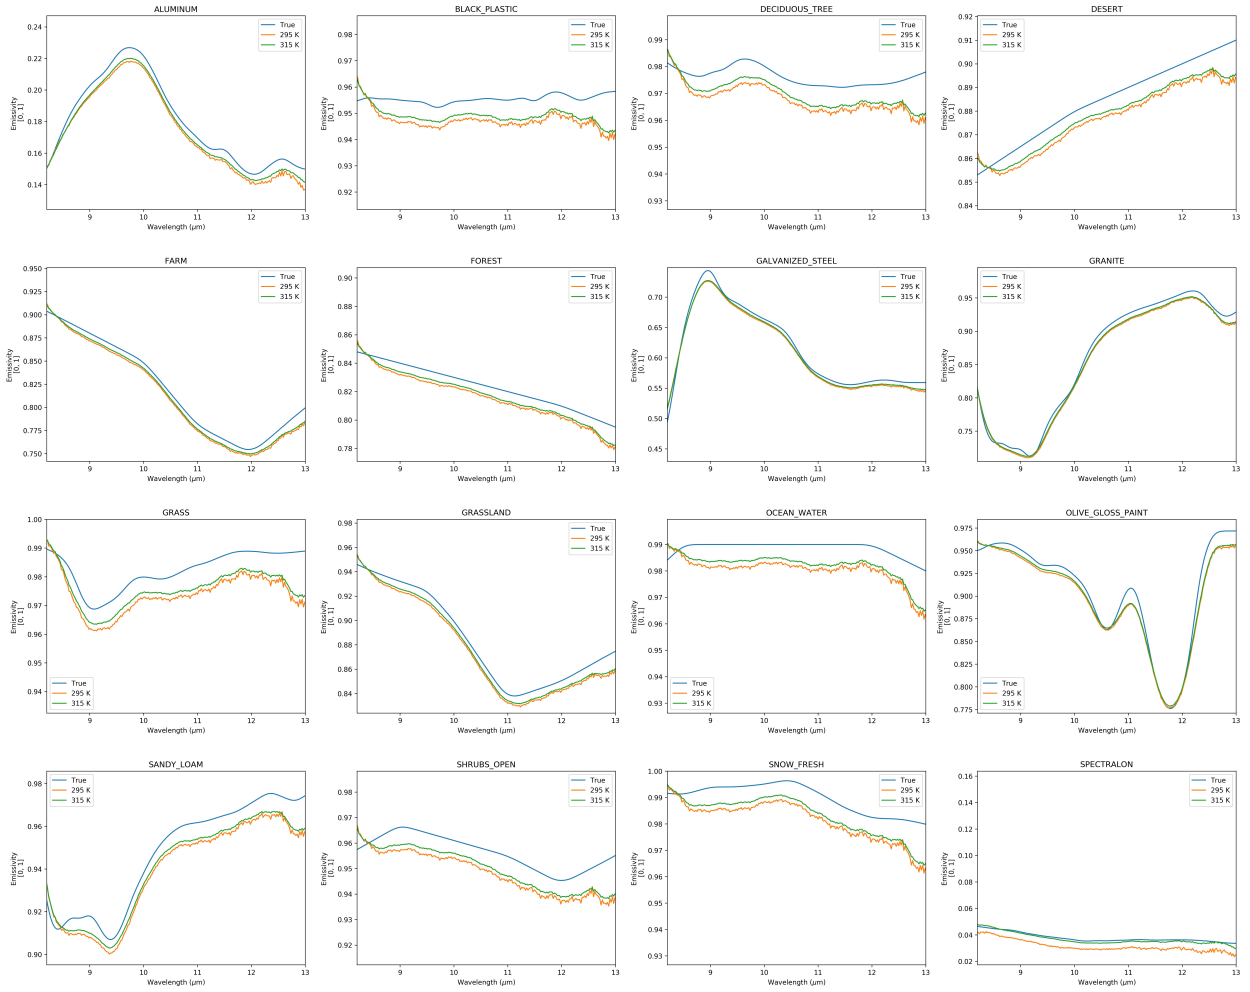 ALUMINUM
0.24
0.22
0.20
0.18
0.16
0.14
Emissivity
[0, 1]
9 10 11 12 13
Wavelength (μm)
True
295 K
315 K
BLACK_PLASTIC
0.98
0.97
0.96
0.95
0.94
0.93
0.92
Emissivity
[0, 1]
9 10 11 12 13
Wavelength (μm)
True
295 K
315 K
DECIDUOUS_TREE
0.99
0.98
0.97
0.96
0.95
0.94
0.93
Emissivity
[0, 1]
9 10 11 12 13
Wavelength (μm)
True
295 K
315 K
DESERT
0.92
0.91
0.90
0.89
0.88
0.87
0.86
0.85
0.84
Emissivity
[0, 1]
9 10 11 12 13
Wavelength (μm)
True
295 K
315 K
FARM
0.950
0.925
0.900
0.875
0.850
0.825
0.800
0.775
0.750
Emissivity
[0, 1]
9 10 11 12 13
Wavelength (μm)
True
295 K
315 K
FOREST
0.90
0.88
0.86
0.84
0.82
0.80
0.78
Emissivity
[0, 1]
9 10 11 12 13
Wavelength (μm)
True
295 K
315 K
GALVANIZED_STEEL
0.70
0.65
0.60
0.55
0.50
0.45
Emissivity
[0, 1]
9 10 11 12 13
Wavelength (μm)
True
295 K
315 K
GRANITE
0.95
0.90
0.85
0.80
0.75
Emissivity
[0, 1]
9 10 11 12 13
Wavelength (μm)
True
295 K
315 K
GRASS
1.00
0.99
0.98
0.97
0.96
0.95
0.94
Emissivity
[0, 1]
9 10 11 12 13
Wavelength (μm)
True
295 K
315 K
GRASSLAND
0.98
0.96
0.94
0.92
0.90
0.88
0.86
0.84
Emissivity
[0, 1]
9 10 11 12 13
Wavelength (μm)
True
295 K
315 K
OCEAN_WATER
0.99
0.98
0.97
0.96
0.95
0.94
0.93
Emissivity
[0, 1]
9 10 11 12 13
Wavelength (μm)
True
295 K
315 K
OLIVE_GLOSS_PAINT
0.975
0.950
0.925
0.900
0.875
0.850
0.825
0.800
0.775
Emissivity
[0, 1]
9 10 11 12 13
Wavelength (μm)
True
295 K
315 K
SANDY_LOAM
0.98
0.96
0.94
0.92
0.90
Emissivity
[0, 1]
9 10 11 12 13
Wavelength (μm)
True
295 K
315 K
SHRUBS_OPEN
0.98
0.97
0.96
0.95
0.94
0.93
0.92
Emissivity
[0, 1]
9 10 11 12 13
Wavelength (μm)
True
295 K
315 K
SNOW_FRESH
1.00
0.99
0.98
0.97
0.96
0.95
0.94
0.93
Emissivity
[0, 1]
9 10 11 12 13
Wavelength (μm)
True
295 K
315 K
SPECTRALON
0.16
0.14
0.12
0.10
0.08
0.06
0.04
0.02
Emissivity
[0, 1]
9 10 11 12 13
Wavelength (μm)
True
295 K
315 K